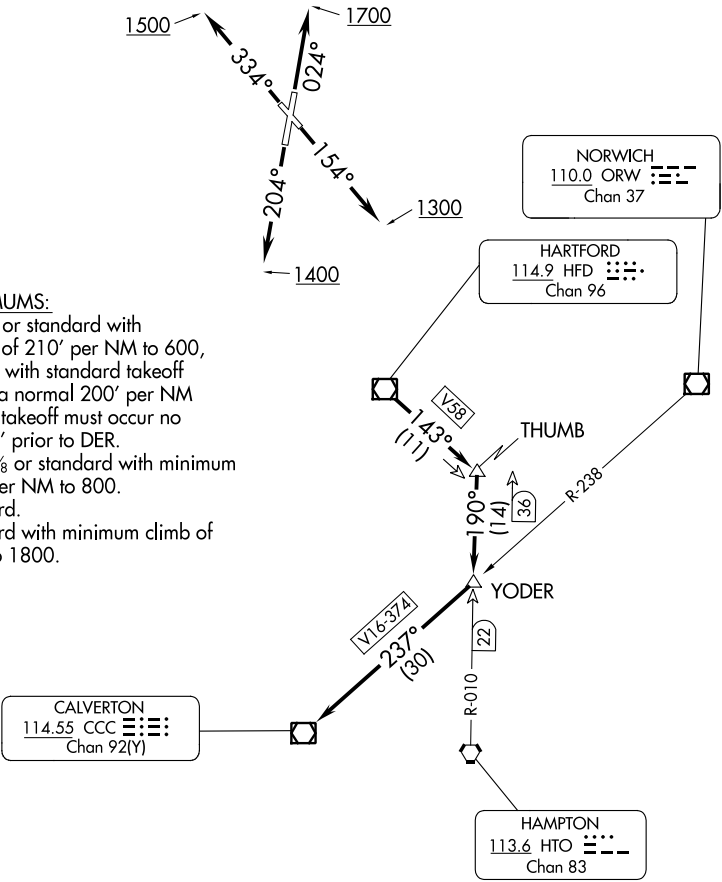 1500
1700
334°
024°
154°
204°
1300
1400
NORWICH
110.0 ORW
Chan 37
HARTFORD
114.9 HFD
Chan 96
MUMS:
or standard with
of 210' per NM to 600,
with standard takeoff
a normal 200' per NM
takeoff must occur no
' prior to DER.
⅛ or standard with minimum
er NM to 800.
rd.
rd with minimum climb of
o 1800.
V58
143°
(11)
THUMB
190°
(14)
36
R-238
YODER
V16-374
237°
(30)
22
R-010
CALVERTON
114.55 CCC
Chan 92(Y)
HAMPTON
113.6 HTO
Chan 83